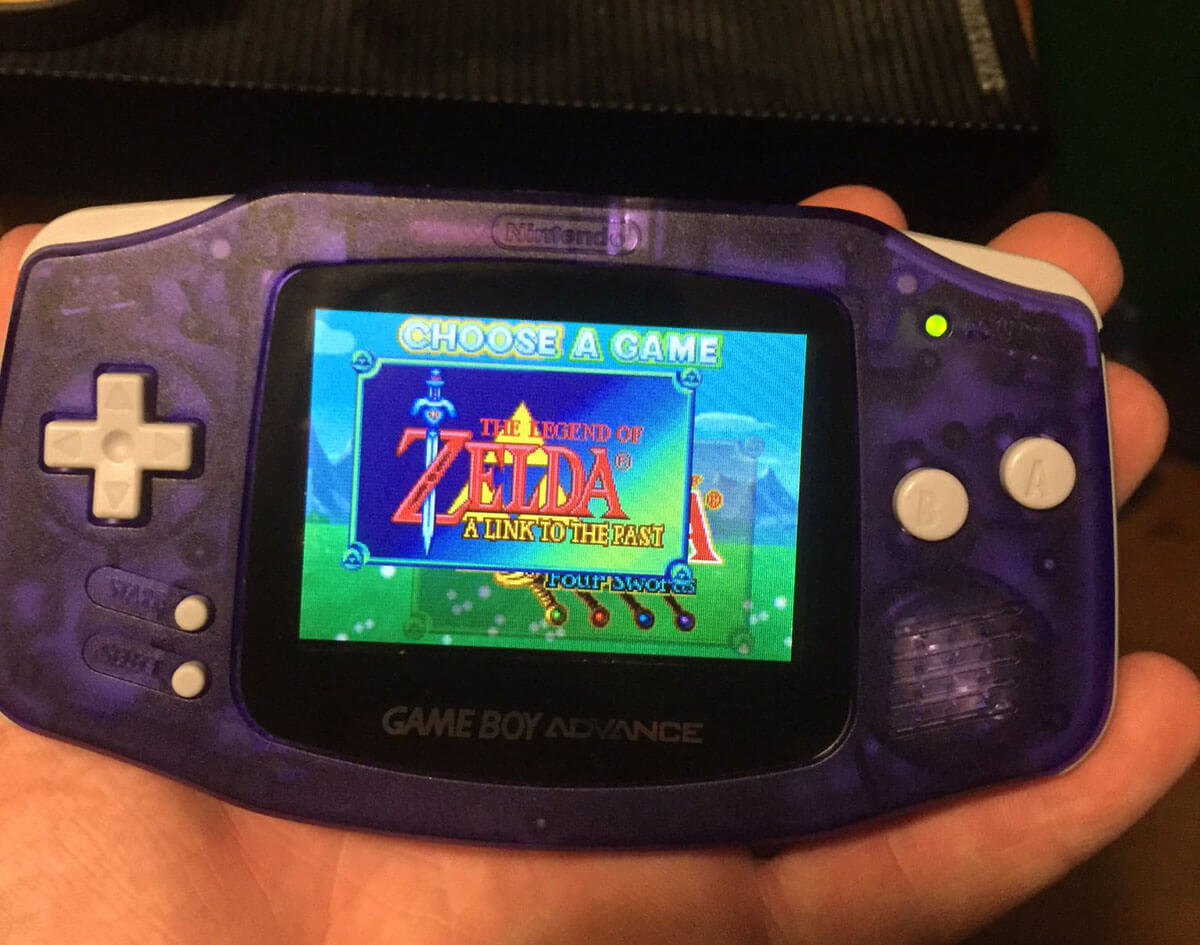 Nintendo
CHOOSE A GAME
THE LEGEND OF
ZELDA®
A LINK TO THE PAST
®
A
Four Swords
B
A
START
SELECT
GAME BOY ADVANCE